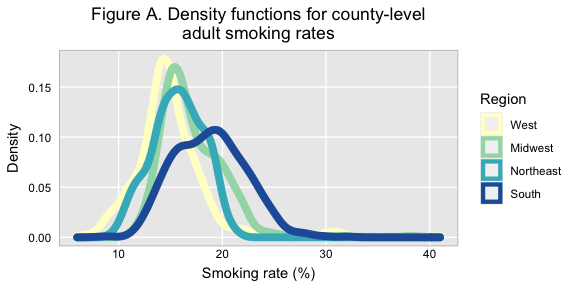 Figure A. Density functions for county-level
adult smoking rates
Density
0.15
0.10
0.05
0.00
10
20
30
40
Smoking rate (%)
Region
West
Midwest
Northeast
South